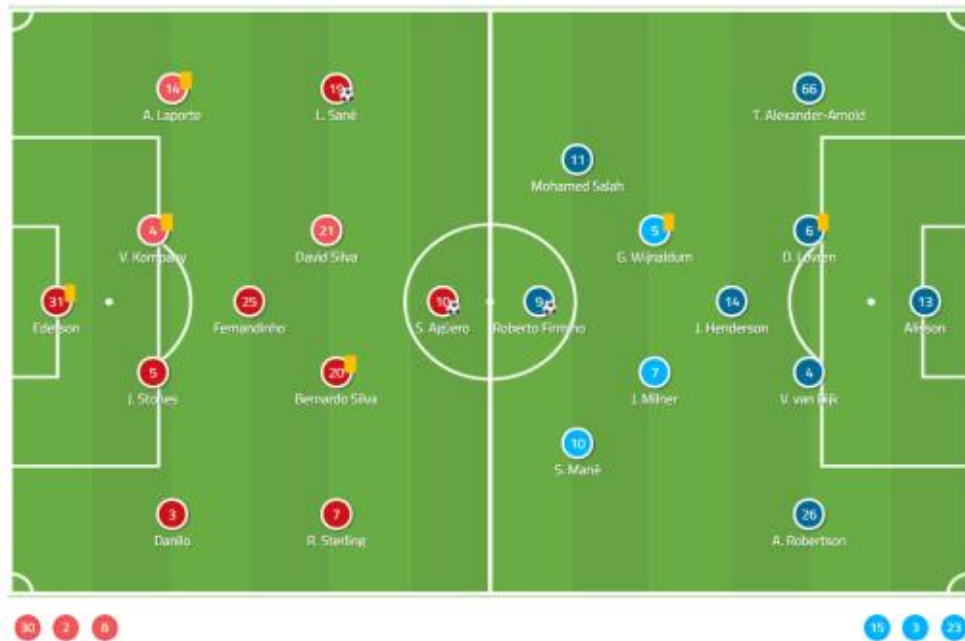 14
A. Laporte
19
L. Sané
66
T. Alexander-Arnold
11
Mohamed Salah
4
V. Kompany
21
David Silva
5
G. Wijnaldum
6
D. Lovren
31
Ederson
25
Fernandinho
10
S. Agüero
9
Roberto Firmino
14
J. Henderson
13
Alisson
5
J. Stones
20
Bernardo Silva
7
J. Milner
4
V. van Dijk
10
S. Mané
3
Danilo
7
R. Sterling
26
A. Robertson
30 2 8
15 3 23